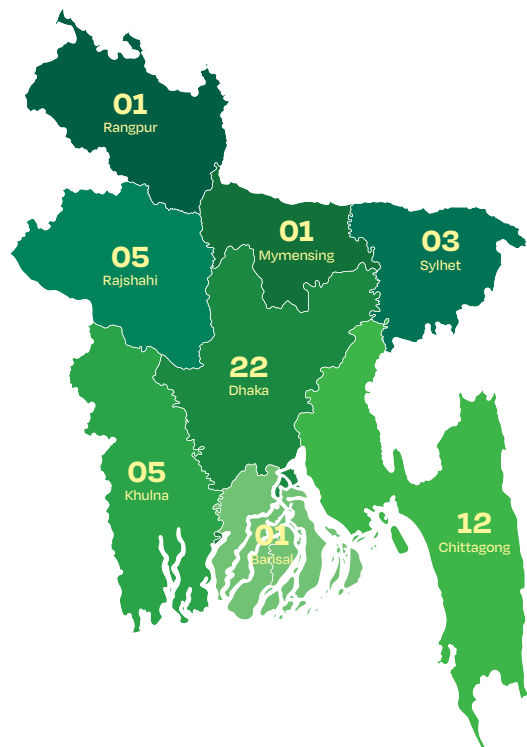 01
Rangpur
01
Mymensing
03
Sylhet
05
Rajshahi
22
Dhaka
05
Khulna
01
Barisal
12
Chittagong